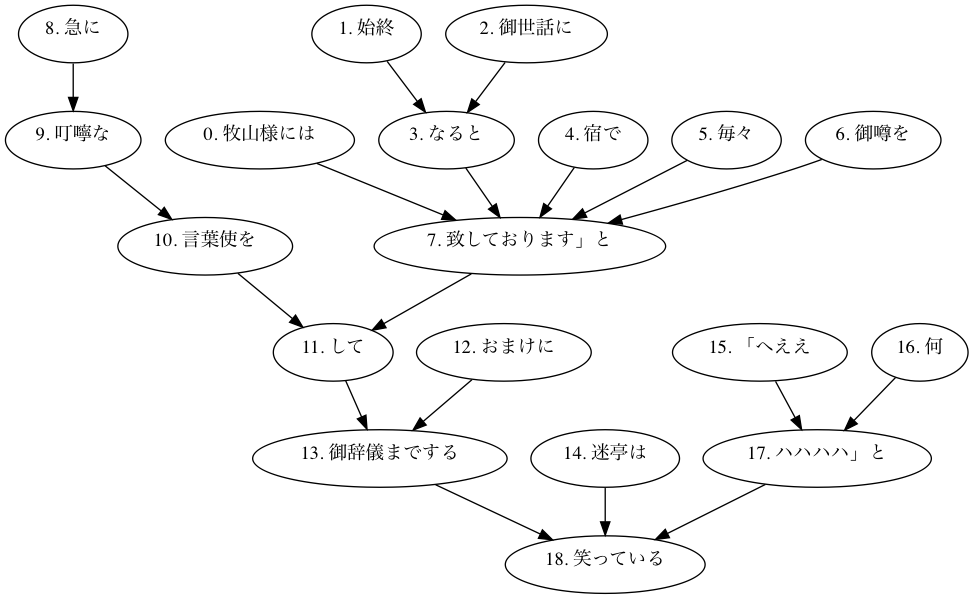 8. 急に
1. 始終
2. 御世話に
9. 叮嚀な
0. 牧山様には
3. なると
4. 宿で
5. 毎々
6. 御噂を
10. 言葉使を
7. 致しております」と
11. して
12. おまけに
15. 「へええ
16. 何
13. 御辞儀までする
14. 迷亭は
17. ハハハハ」と
18. 笑っている